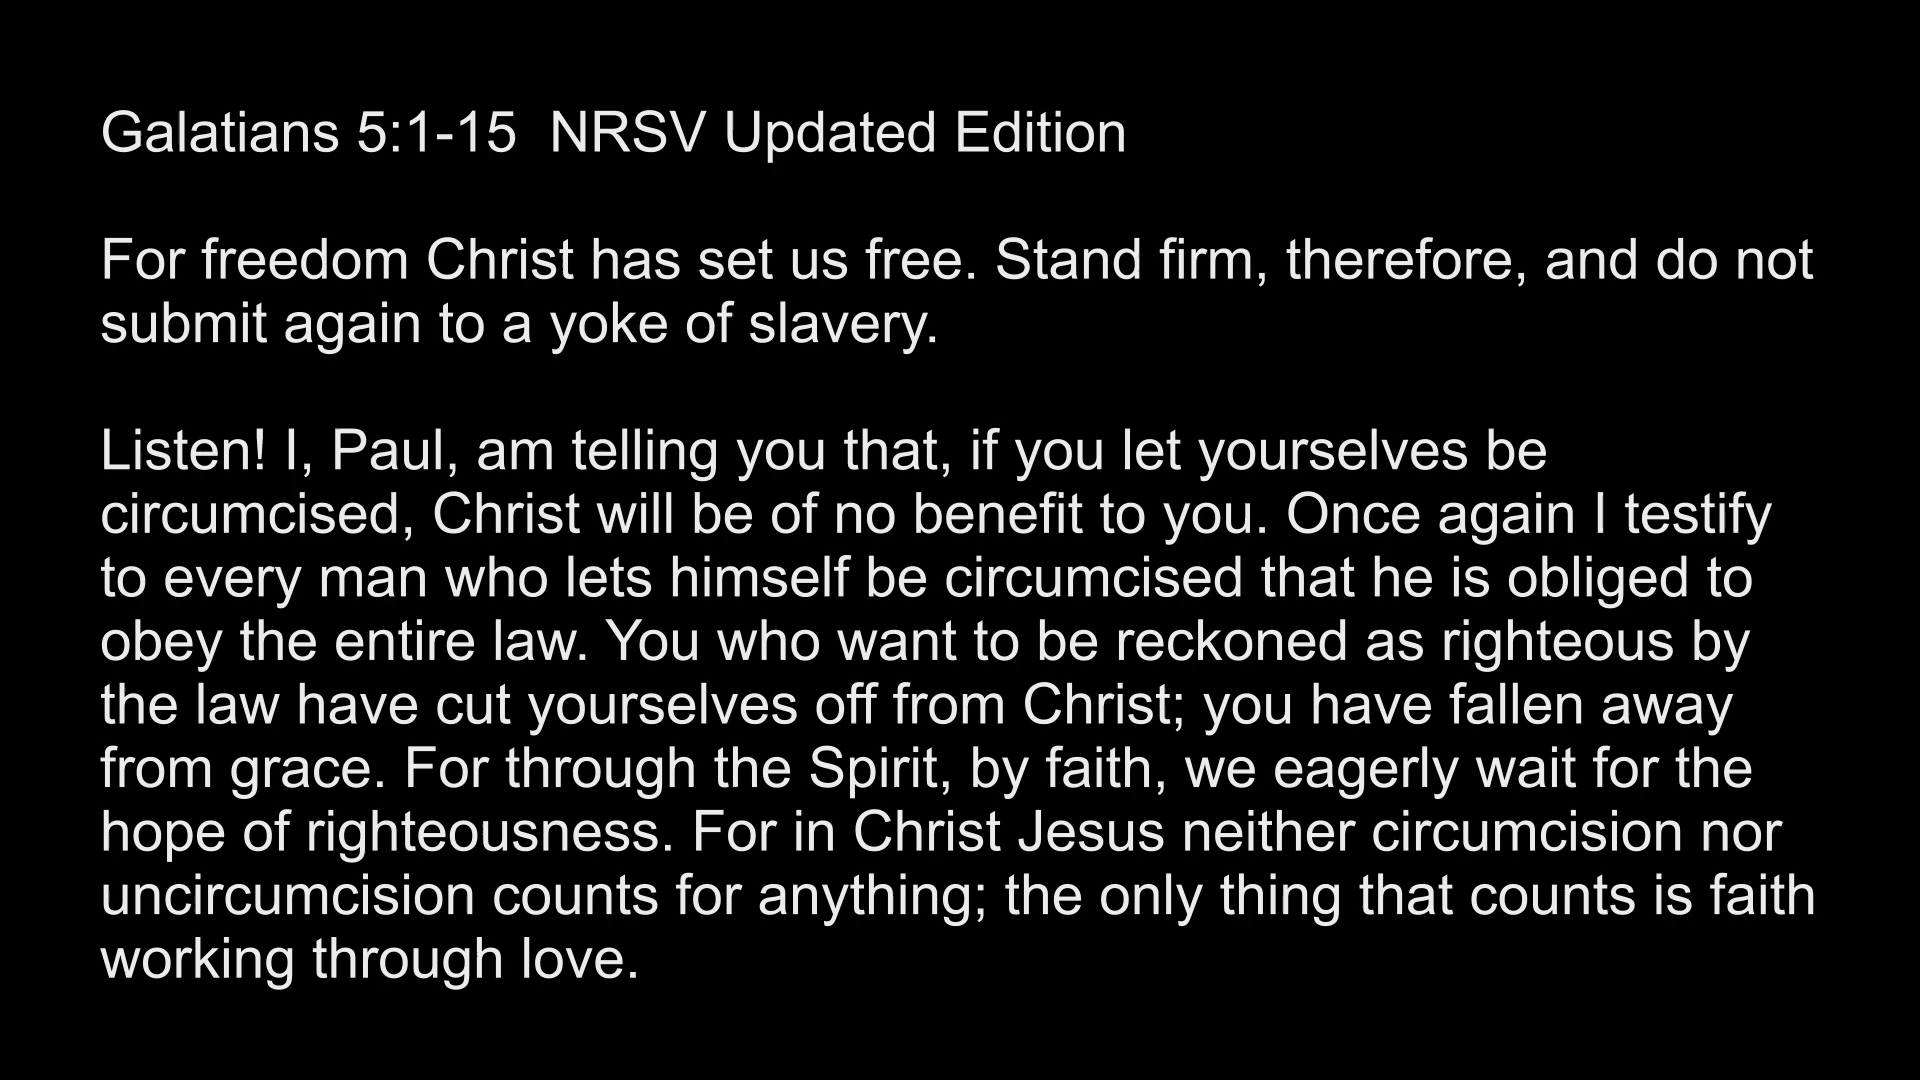 Galatians 5:1-15  NRSV Updated Edition
For freedom Christ has set us free. Stand firm, therefore, and do not
submit again to a yoke of slavery.
Listen! I, Paul, am telling you that, if you let yourselves be
circumcised, Christ will be of no benefit to you. Once again I testify
to every man who lets himself be circumcised that he is obliged to
obey the entire law. You who want to be reckoned as righteous by
the law have cut yourselves off from Christ; you have fallen away
from grace. For through the Spirit, by faith, we eagerly wait for the
hope of righteousness. For in Christ Jesus neither circumcision nor
uncircumcision counts for anything; the only thing that counts is faith
working through love.